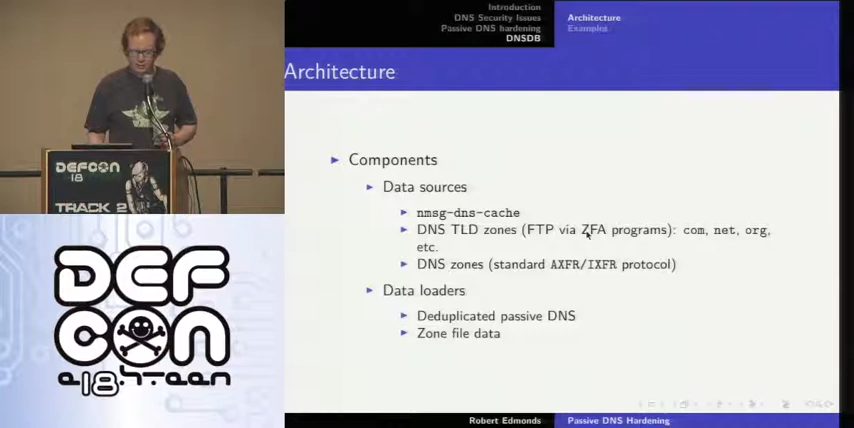 Introduction
DNS Security Issues
Passive DNS hardening
DNSDB
Architecture
Examples
Architecture
Components
Data sources
nmsg-dns-cache
DNS TLD zones (FTP via ZFA programs): com, net, org,
etc.
DNS zones (standard AXFR/IXFR protocol)
Data loaders
Deduplicated passive DNS
Zone file data
Robert Edmonds
Passive DNS Hardening
DEFCON
18
TRACK 2
DEF
CON
e18.hteen